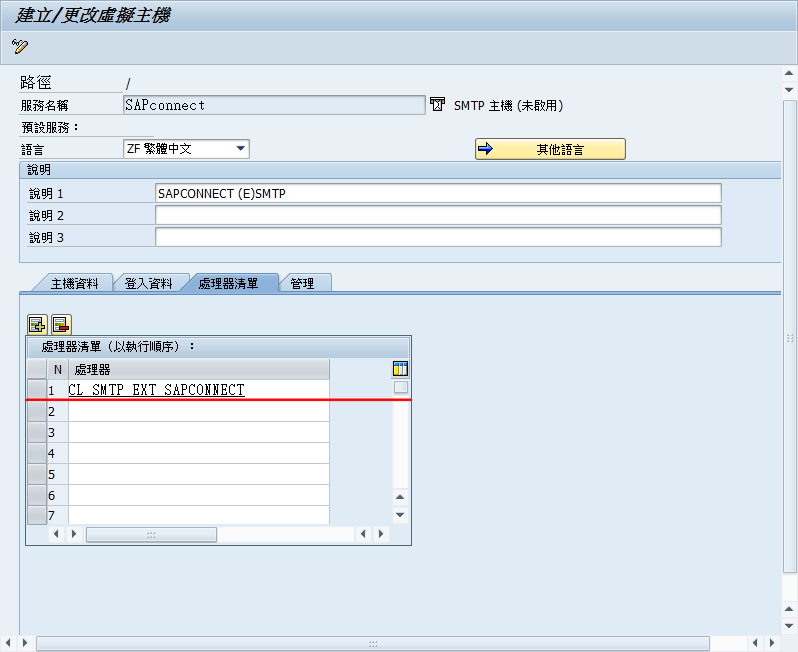 建立/更改虛擬主機
路徑 /
服務名稱 SAPconnect SMTP 主機 (未啟用)
預設服務：
語言 ZF 繁體中文 其他語言
說明
說明 1 SAPCONNECT (E)SMTP
說明 2
說明 3
主機資料 登入資料 處理器清單 管理
處理器清單（以執行順序）：
N 處理器
1 CL_SMTP_EXT_SAPCONNECT
2
3
4
5
6
7